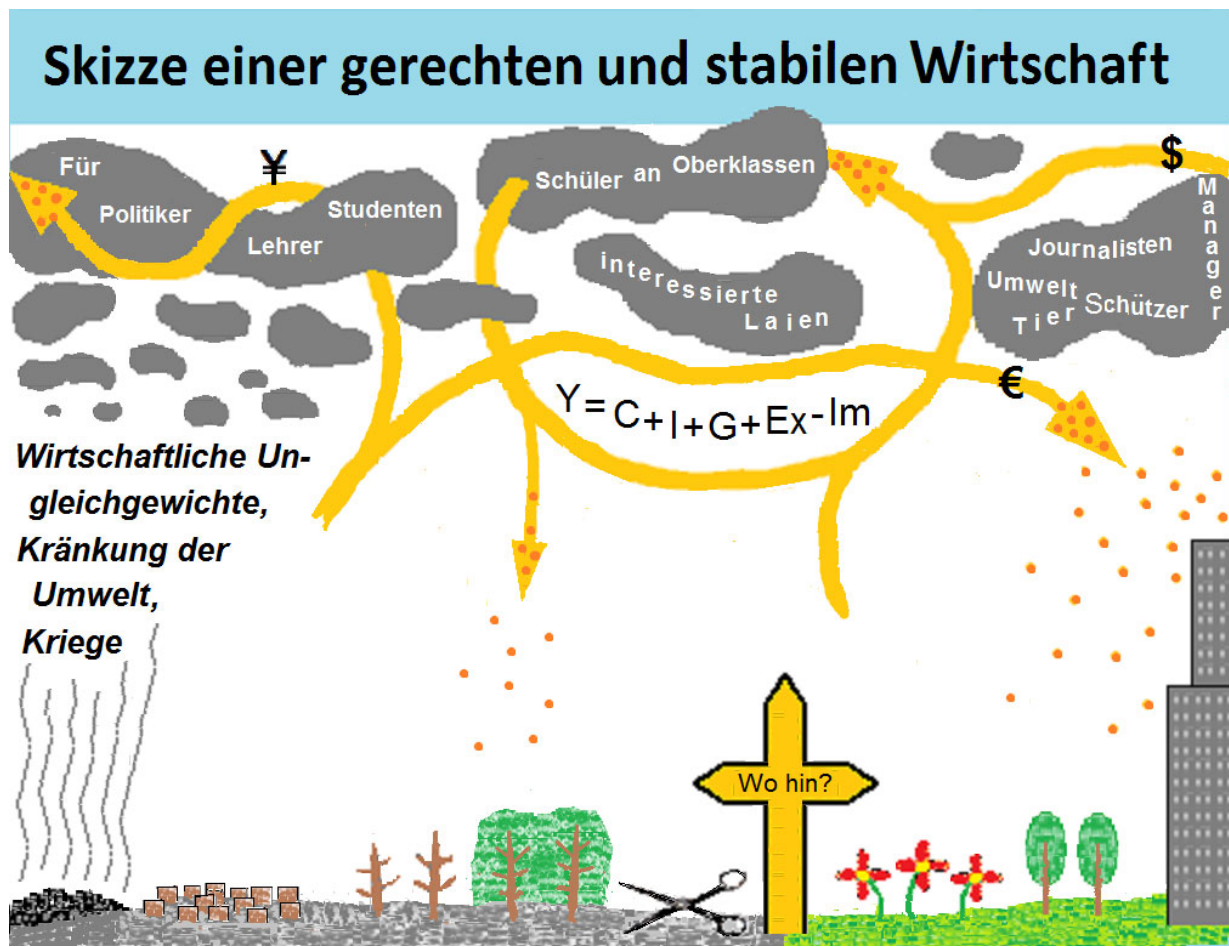 Skizze einer gerechten und stabilen Wirtschaft
Für
Politiker
¥
Lehrer
Studenten
Schüler an Oberklassen
interessierte
Laien
$
Manager
Journalisten
Umwelt
Tier Schützer
€
Y = C + I + G + Ex - Im
Wirtschaftliche Un-
gleichgewichte,
Kränkung der
Umwelt,
Kriege
Wo hin?